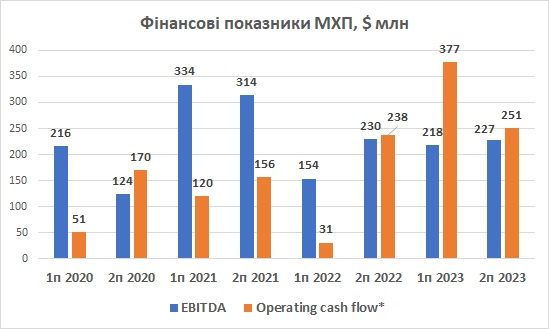 Фінансові показники МХП, $ млн
400
350
300
250
200
150
100
50
0
216
51
124
170
334
120
314
156
154
31
230
238
218
377
227
251
1п 2020
2п 2020
1п 2021
2п 2021
1п 2022
2п 2022
1п 2023
2п 2023
EBITDA
Operating cash flow*